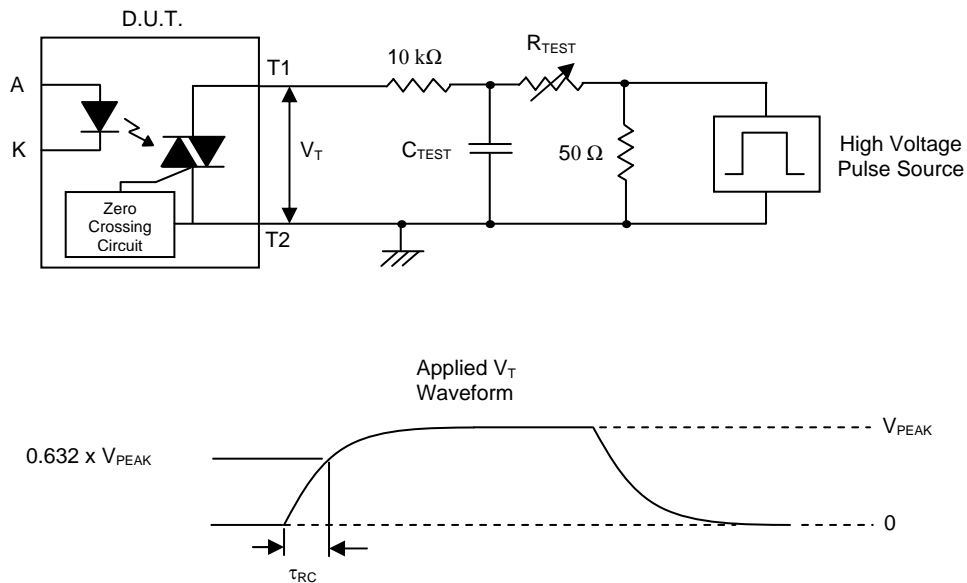 D.U.T.
A
K
Zero
Crossing
Circuit
T1
V_T
T2
10 kΩ
R_TEST
C_TEST
50 Ω
High Voltage
Pulse Source
Applied V_T
Waveform
V_PEAK
0.632 x V_PEAK
0
τ_RC